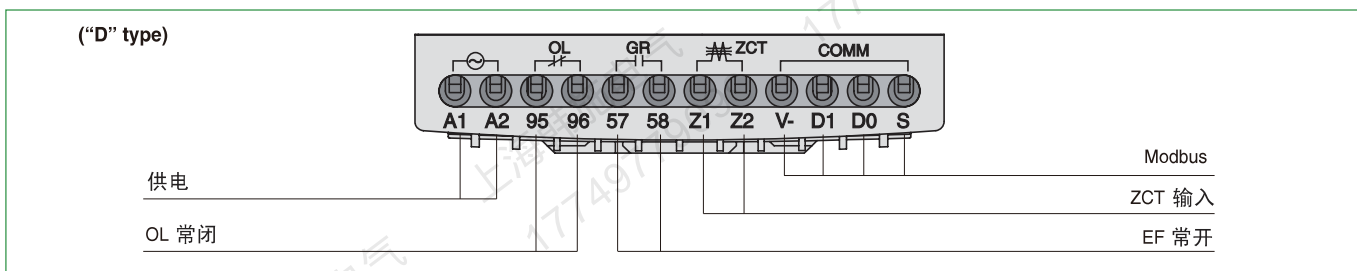 ("D" type)
OL GR ZCT COMM
A1 A2 95 96 57 58 Z1 Z2 V- D1 D0 S
Modbus
供电
ZCT 输入
OL 常闭
EF 常开